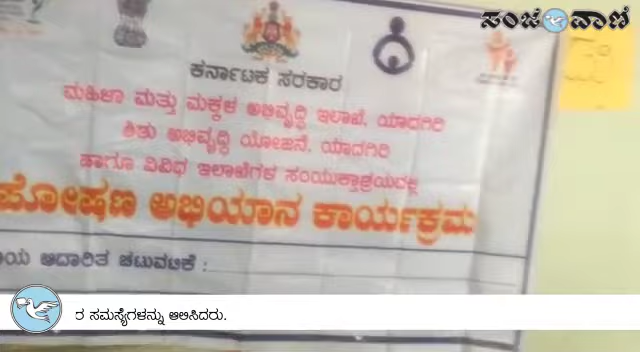 ಸಂಜೆವಾಣಿ
ಕರ್ನಾಟಕ ಸರಕಾರ
ಮಹಿಳಾ ಮತ್ತು ಮಕ್ಕಳ ಅಭಿವೃದ್ಧಿ ಇಲಾಖೆ, ಯಾದಗಿರಿ
ಶಿಶು ಅಭಿವೃದ್ಧಿ ಯೋಜನೆ, ಯಾದಗಿರಿ
ಹಾಗೂ ವಿವಿಧ ಇಲಾಖೆಗಳ ಸಂಯುಕ್ತಾಶ್ರಯದಲ್ಲಿ
ಪೋಷಣ ಅಭಿಯಾನ ಕಾರ್ಯಕ್ರಮ
ಆಧಾರಿತ ಚಟುವಟಿಕೆ :
ರ ಸಮಸ್ಯೆಗಳನ್ನು ಆಲಿಸಿದರು.